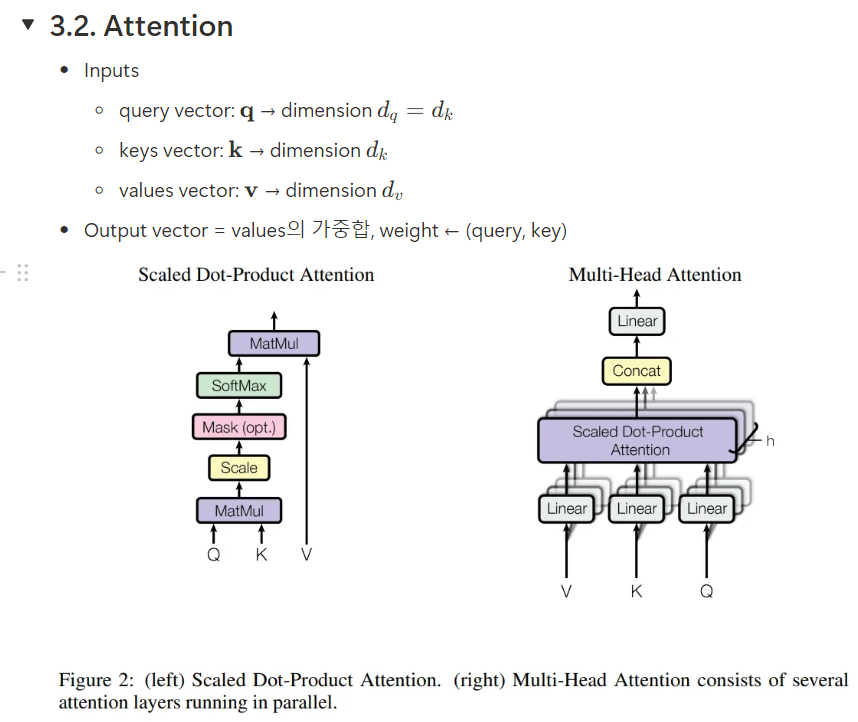 3.2. Attention
Inputs
query vector: q → dimension d_q = d_k
keys vector: k → dimension d_k
values vector: v → dimension d_v
Output vector = values의 가중합, weight ← (query, key)
Scaled Dot-Product Attention
MatMul
SoftMax
Mask (opt.)
Scale
MatMul
Q K V
Multi-Head Attention
Linear
Concat
Scaled Dot-Product
Attention
h
Linear Linear Linear
V K Q
Figure 2: (left) Scaled Dot-Product Attention. (right) Multi-Head Attention consists of several
attention layers running in parallel.